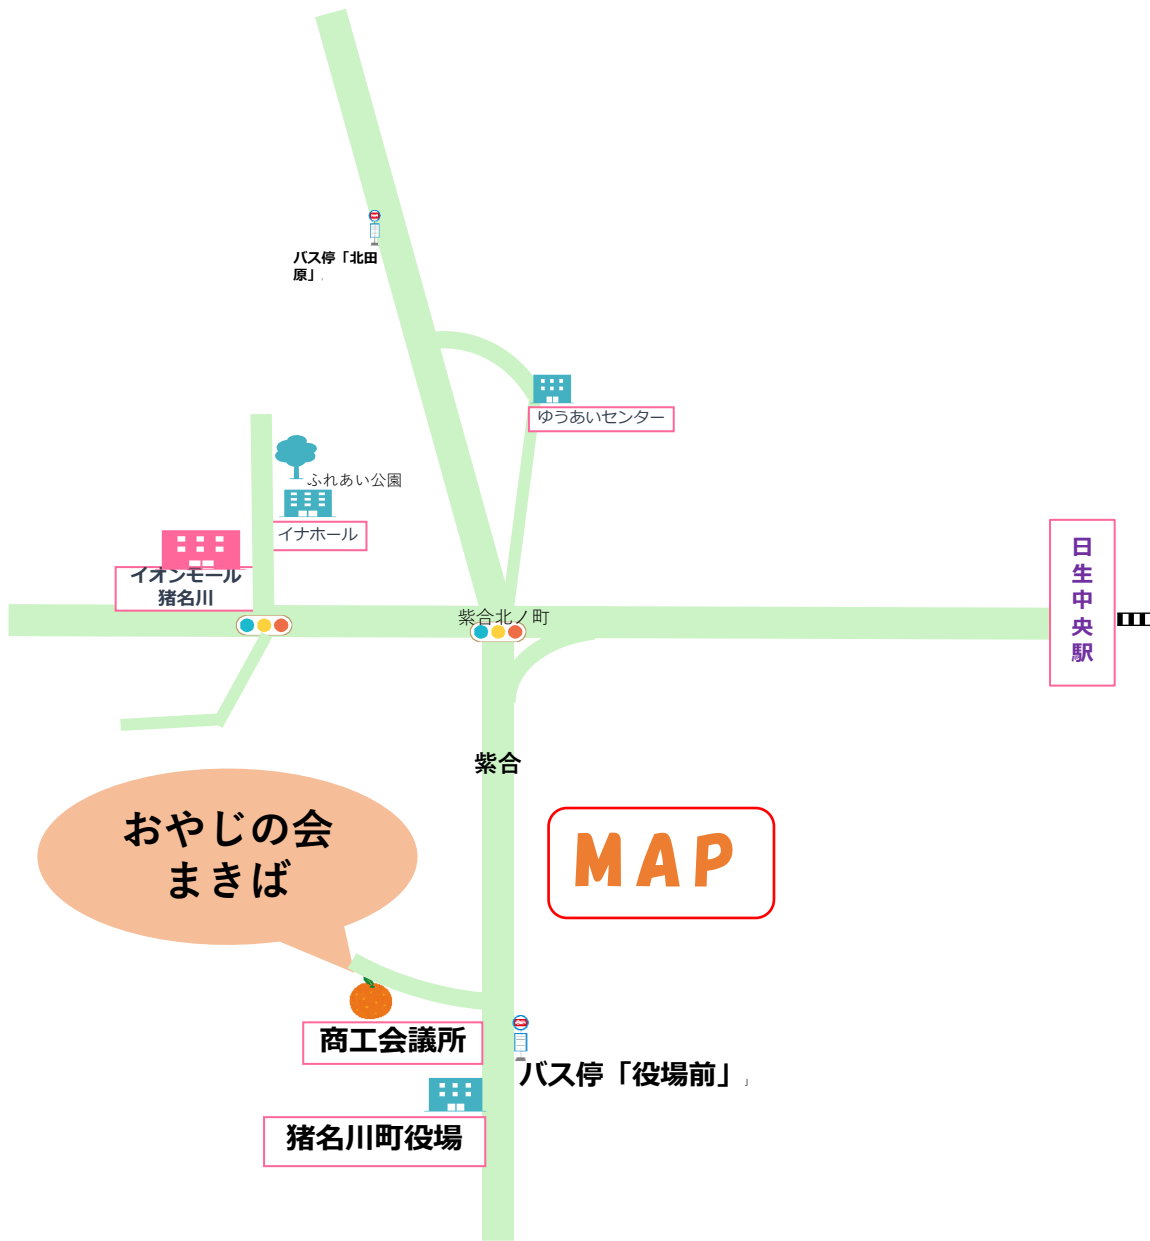 バス停「北田
原」
ゆうあいセンター
ふれあい公園
イナホール
イオンモール
猪名川
日生中央駅
紫合北ノ町
紫合
おやじの会
まきば
MAP
商工会議所
バス停「役場前」
猪名川町役場